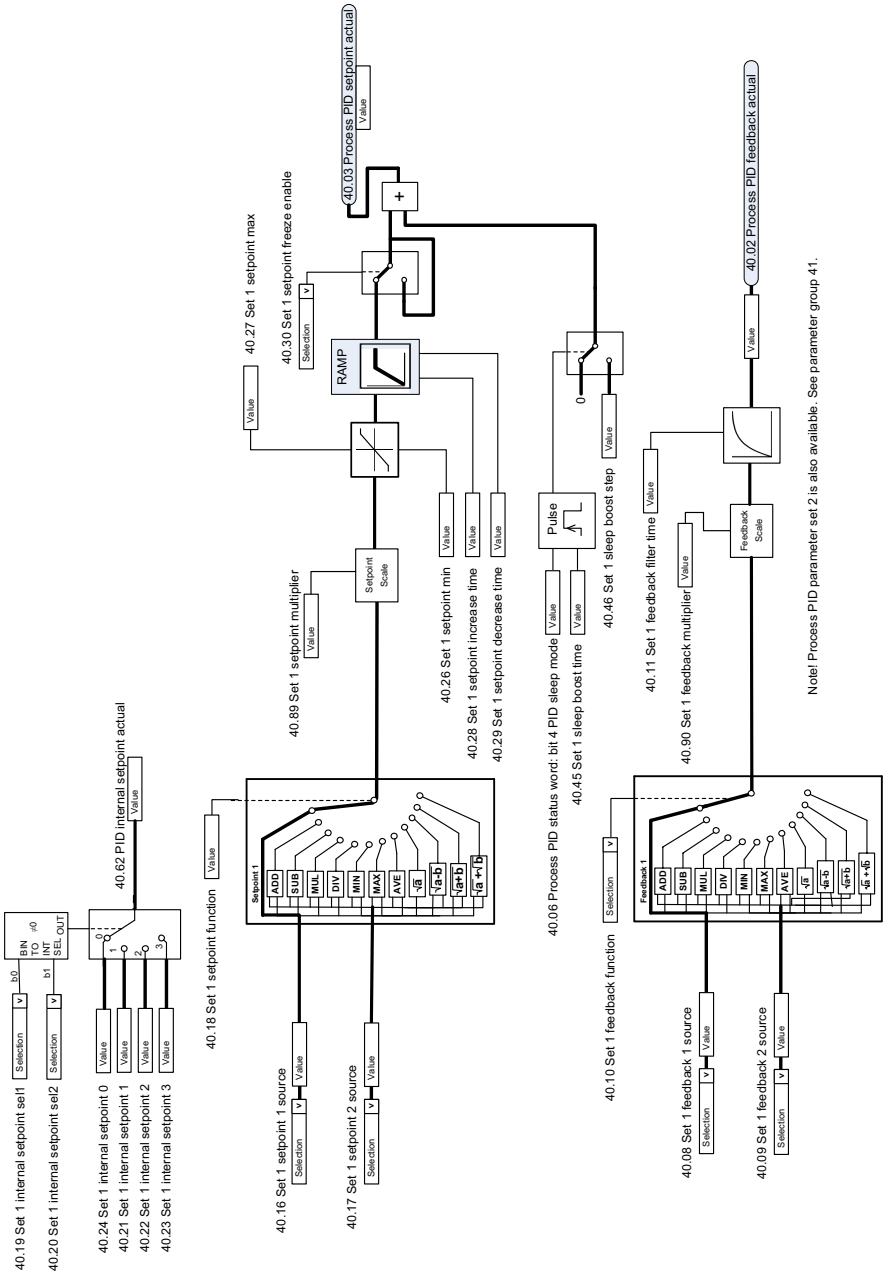 40.19 Set 1 internal setpoint sel1
Selection v
b0
40.20 Set 1 internal setpoint sel2
Selection v
b1
BIN
TO
INT
SEL
≠0
OUT
40.24 Set 1 internal setpoint 0
Value
0
40.21 Set 1 internal setpoint 1
Value
1
40.22 Set 1 internal setpoint 2
Value
2
40.23 Set 1 internal setpoint 3
Value
3
40.62 PID internal setpoint actual
Value
40.18 Set 1 setpoint function
Value
40.16 Set 1 setpoint 1 source
Selection v
Value
40.17 Set 1 setpoint 2 source
Selection v
Value
Setpoint 1
ADD
SUB
MUL
DIV
MIN
MAX
AVE
√a
√a-b
√a+b
√a +√b
40.89 Set 1 setpoint multiplier
Value
Setpoint
Scale
40.27 Set 1 setpoint max
Value
40.26 Set 1 setpoint min
Value
40.28 Set 1 setpoint increase time
Value
40.29 Set 1 setpoint decrease time
Value
RAMP
40.30 Set 1 setpoint freeze enable
Selection v
+
40.03 Process PID setpoint actual
Value
40.06 Process PID status word: bit 4 PID sleep mode
Value
40.45 Set 1 sleep boost time
Value
Pulse
0
40.46 Set 1 sleep boost step
Value
40.10 Set 1 feedback function
Selection v
40.08 Set 1 feedback 1 source
Selection v
Value
40.09 Set 1 feedback 2 source
Selection v
Value
Feedback 1
ADD
SUB
MUL
DIV
MIN
MAX
AVE
√a
√a-b
√a+b
√a +√b
40.90 Set 1 feedback multiplier
Value
Feedback
Scale
40.11 Set 1 feedback filter time
Value
Value
40.02 Process PID feedback actual
Note! Process PID parameter set 2 is also available. See parameter group 41.